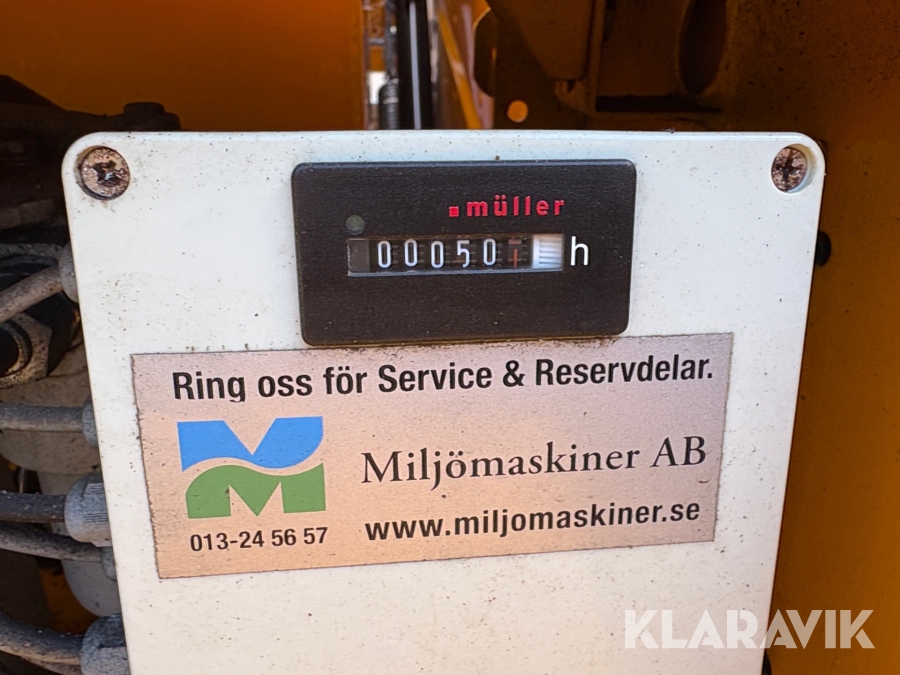 müller
00050 h
Ring oss för Service & Reservdelar.
Miljömaskiner AB
013-24 56 57
www.miljomaskiner.se
KLARAVIK